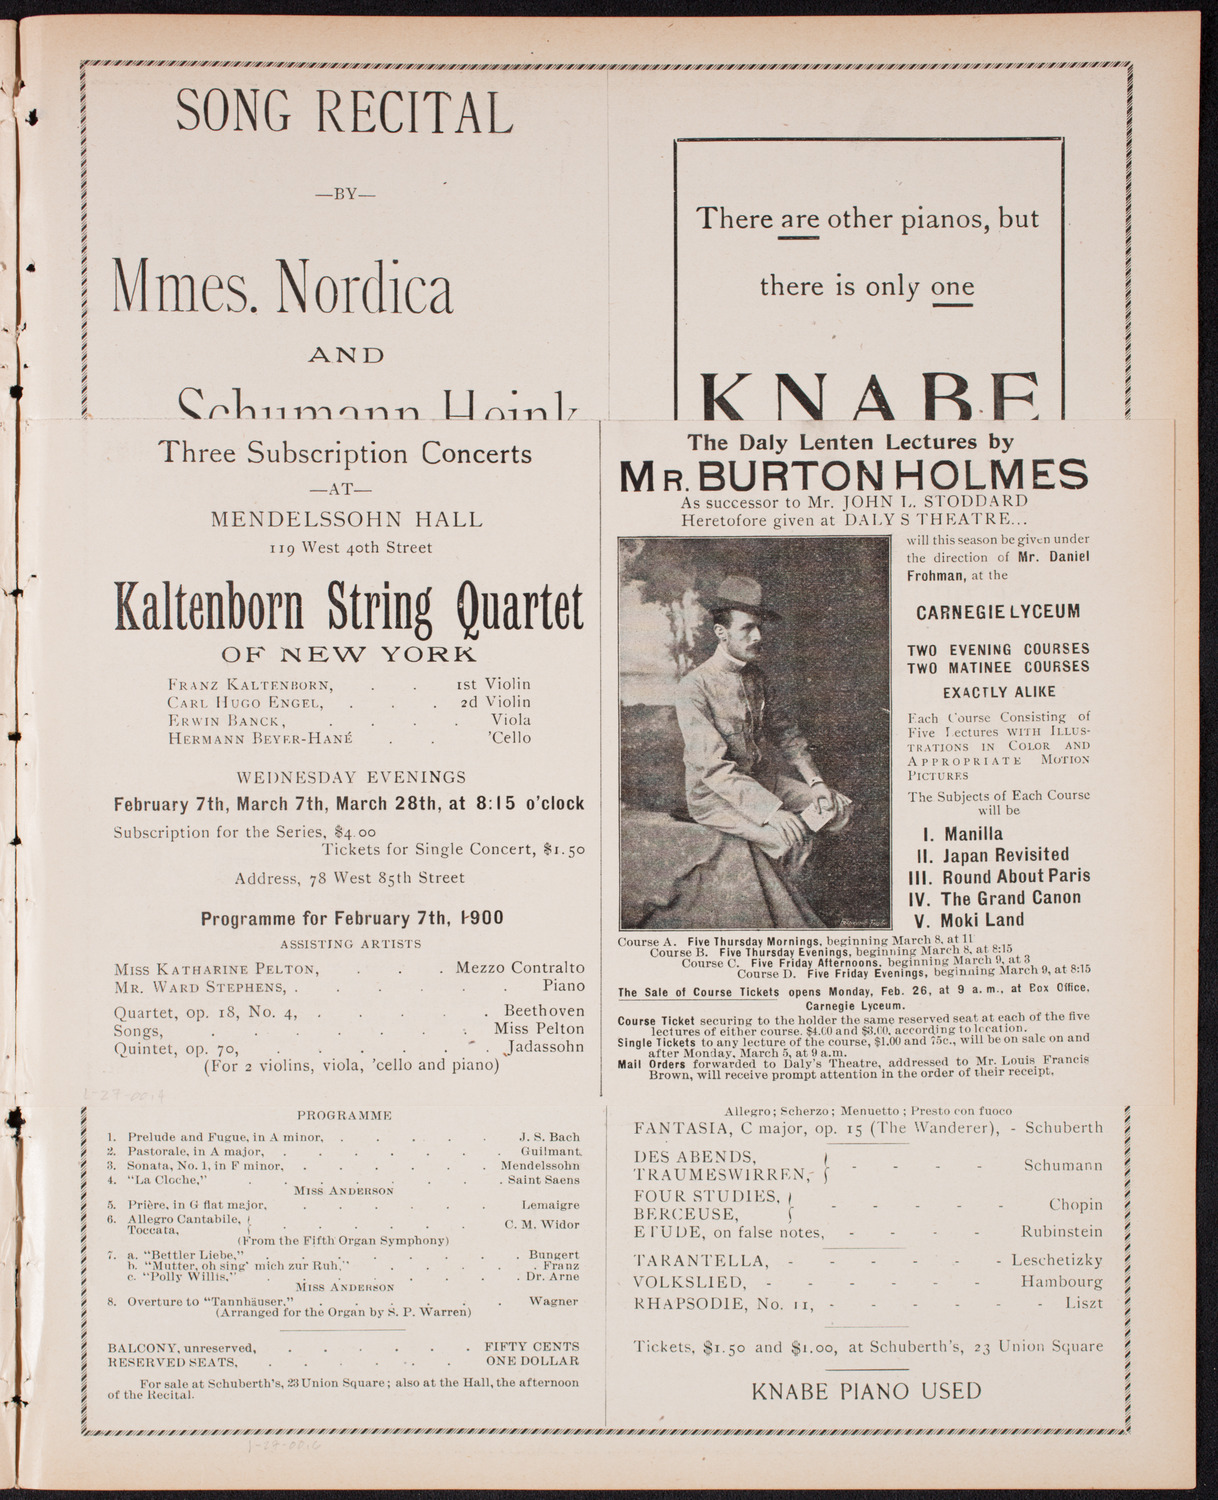 SONG RECITAL
—BY—
Mmes. Nordica
AND
Schumann Heink
There are other pianos, but
there is only one
KNABE
Three Subscription Concerts
—AT—
MENDELSSOHN HALL
119 West 40th Street
Kaltenborn String Quartet
OF NEW YORK
FRANZ KALTENBORN, . . 1st Violin
CARL HUGO ENGEL, . . . 2d Violin
ERWIN BANCK, . . . . Viola
HERMANN BEYER-HANÉ . . 'Cello
WEDNESDAY EVENINGS
February 7th, March 7th, March 28th, at 8:15 o'clock
Subscription for the Series, $4.00
Tickets for Single Concert, $1.50
Address, 78 West 85th Street
Programme for February 7th, 1900
ASSISTING ARTISTS
MISS KATHARINE PELTON, . . . Mezzo Contralto
MR. WARD STEPHENS, . . . . . . Piano
Quartet, op. 18, No. 4, . . . . . Beethoven
Songs, . . . . . . Miss Pelton
Quintet, op. 70, . . . . . . Jadassohn
(For 2 violins, viola, 'cello and piano)
The Daly Lenten Lectures by
MR. BURTON HOLMES
As successor to Mr. JOHN L. STODDARD
Heretofore given at DALY S THEATRE...
will this season be given under
the direction of Mr. Daniel
Frohman, at the
CARNEGIE LYCEUM
TWO EVENING COURSES
TWO MATINEE COURSES
EXACTLY ALIKE
Each Course Consisting of
Five Lectures WITH ILLUS-
TRATIONS IN COLOR AND
APPROPRIATE MOTION
PICTURES
The Subjects of Each Course
will be
I. Manilla
II. Japan Revisited
III. Round About Paris
IV. The Grand Canon
V. Moki Land
Course A. Five Thursday Mornings, beginning March 8, at 11
Course B. Five Thursday Evenings, beginning March 8, at 8:15
Course C. Five Friday Afternoons, beginning March 9, at 3
Course D. Five Friday Evenings, beginning March 9, at 8:15
The Sale of Course Tickets opens Monday, Feb. 26, at 9 a. m., at Box Office,
Carnegie Lyceum.
Course Ticket securing to the holder the same reserved seat at each of the five
lectures of either course. $4.00 and $3.00, according to location.
Single Tickets to any lecture of the course, $1.00 and 75c., will be on sale on and
after Monday, March 5, at 9 a.m.
Mail Orders forwarded to Daly's Theatre, addressed to Mr. Louis Francis
Brown, will receive prompt attention in the order of their receipt.
PROGRAMME
1. Prelude and Fugue, in A minor, . . . . . J. S. Bach
2. Pastorale, in A major, . . . . . . . Guilmant.
3. Sonata, No. 1, in F minor, . . . . . . Mendelssohn
4. "La Cloche," . . . . . . . Saint Saens
MISS ANDERSON
5. Prière, in G flat major, . . . . . . Lemaigre
6. Allegro Cantabile,
Toccata, . . . . . . C. M. Widor
(From the Fifth Organ Symphony)
7. a. "Bettler Liebe," . . . . . . . Bungert
b. "Mutter, oh sing' mich zur Ruh," . . . . . Franz
c. "Polly Willis," . . . . . . . Dr. Arne
MISS ANDERSON
8. Overture to "Tannhäuser," . . . . . . Wagner
(Arranged for the Organ by S. P. Warren)
BALCONY, unreserved, . . . . . . FIFTY CENTS
RESERVED SEATS, . . . . . . ONE DOLLAR
For sale at Schuberth's, 23 Union Square; also at the Hall, the afternoon
of the Recital.
Allegro; Scherzo; Menuetto; Presto con fuoco
FANTASIA, C major, op. 15 (The Wanderer), - Schuberth
DES ABENDS,
TRAUMESWIRREN, - - - - Schumann
FOUR STUDIES,
BERCEUSE, - - - - - Chopin
ETUDE, on false notes, - - - - Rubinstein
TARANTELLA, - - - - - - Leschetizky
VOLKSLIED, - - - - - - Hambourg
RHAPSODIE, No. 11, - - - - - - Liszt
Tickets, $1.50 and $1.00, at Schuberth's, 23 Union Square
KNABE PIANO USED